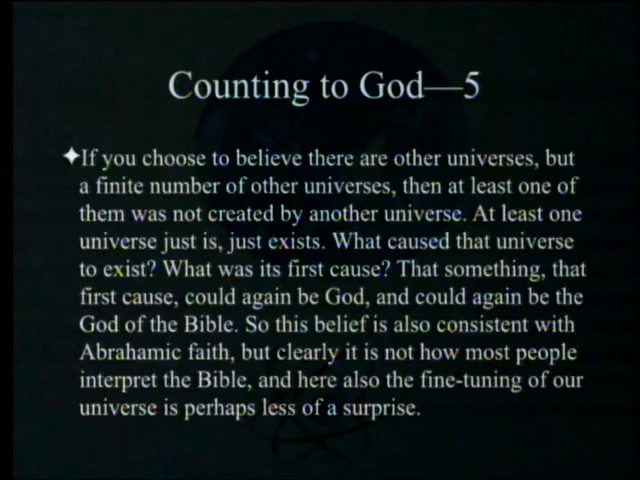 Counting to God—5
✦If you choose to believe there are other universes, but
a finite number of other universes, then at least one of
them was not created by another universe. At least one
universe just is, just exists. What caused that universe
to exist? What was its first cause? That something, that
first cause, could again be God, and could again be the
God of the Bible. So this belief is also consistent with
Abrahamic faith, but clearly it is not how most people
interpret the Bible, and here also the fine-tuning of our
universe is perhaps less of a surprise.